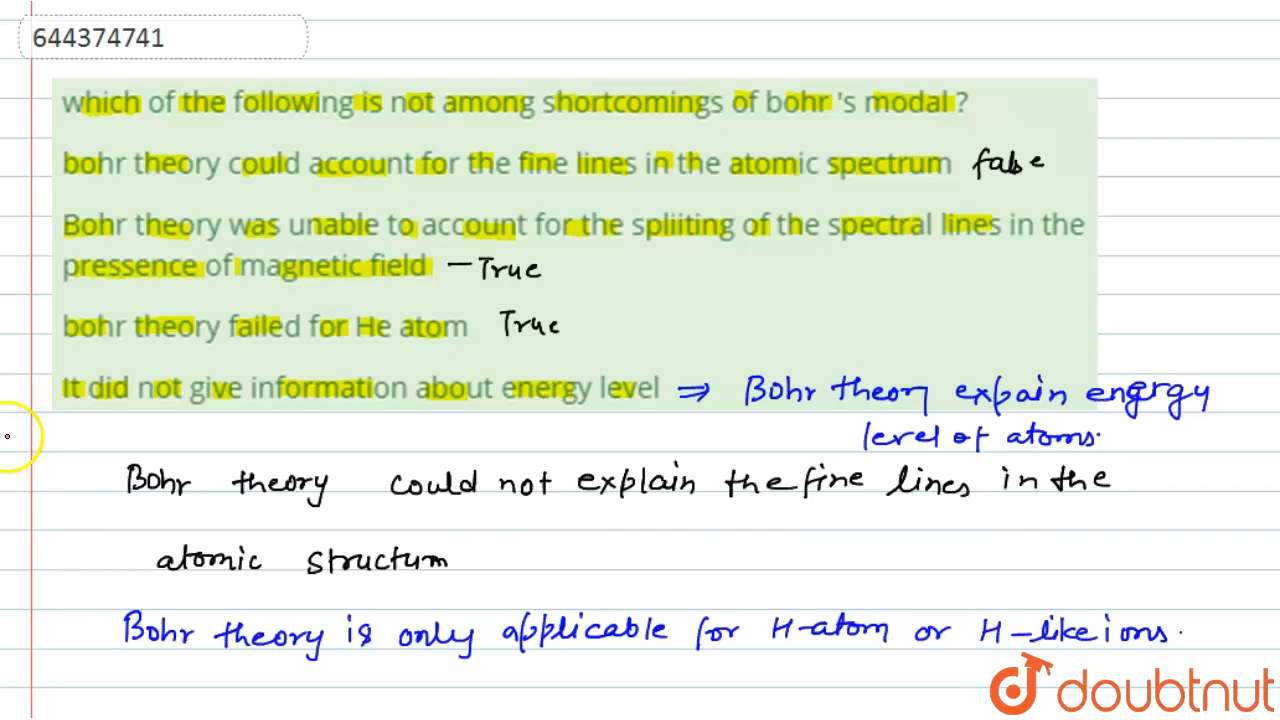 644374741
which of the following is not among shortcomings of bohr 's modal ?
bohr theory could account for the fine lines in the atomic spectrum false
Bohr theory was unable to account for the spliiting of the spectral lines in the
pressence of magnetic field - True
bohr theory failed for He atom True
It did not give information about energy level ⇒ Bohr theory expain energy
level of atoms.
Bohr theory could not explain the fine lines in the
atomic structum
Bohr theory is only applicable for H-atom or H-like ions.
doubtnut